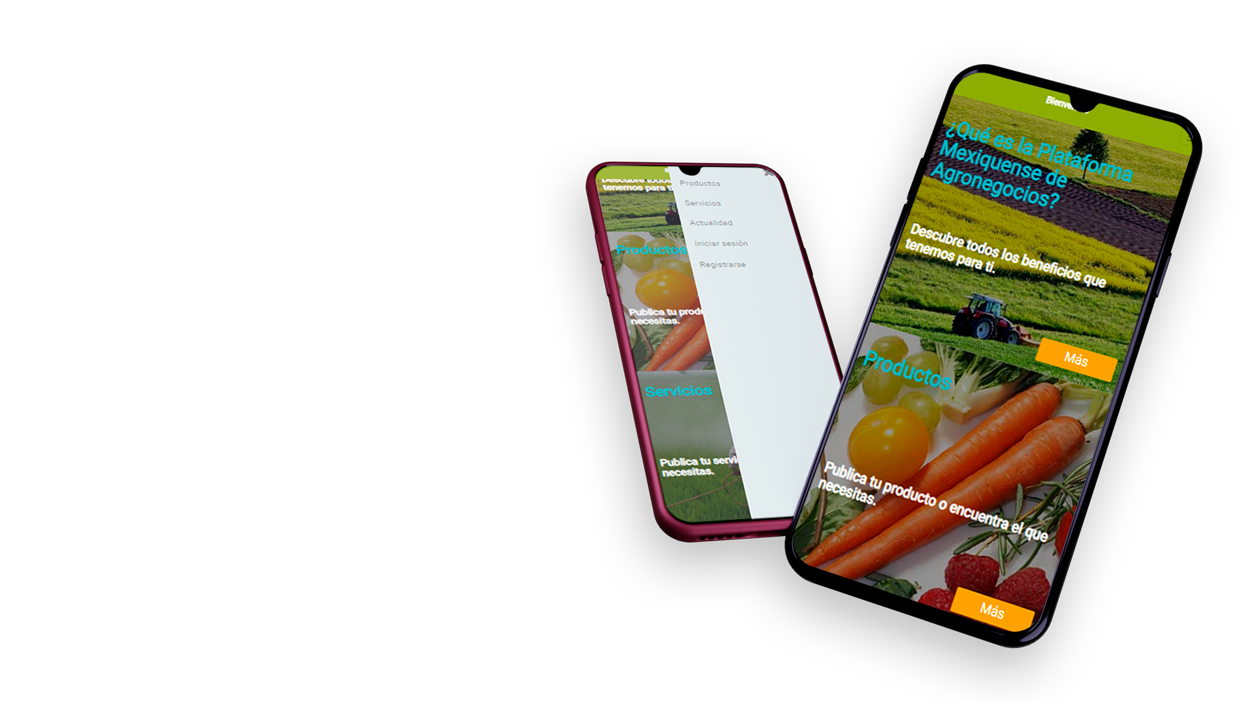 Descubre todos
tenemos para t
Productos
Publica tu prod
necesitas.
Servicios
Publica tu servi
necesitas.
Productos
Servicios
Actualidad
Iniciar sesión
Registrarse
Bienve
¿Qué es la Plataforma
Mexiquense de
Agronegocios?
Descubre todos los beneficios que
tenemos para ti.
Más
Productos
Publica tu producto o encuentra el que
necesitas.
Más